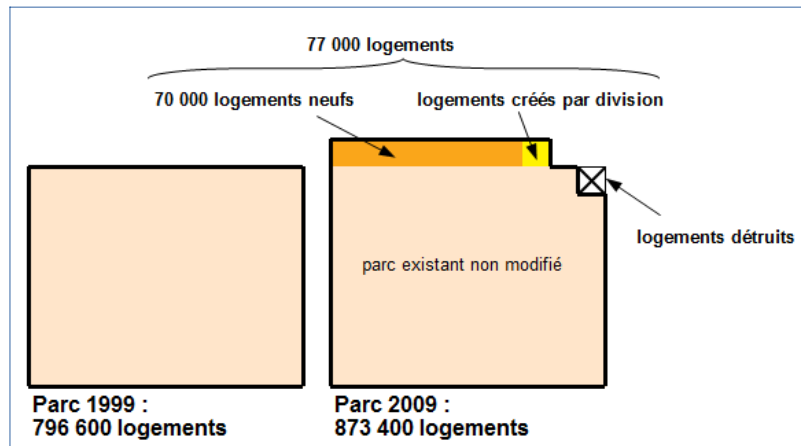 77 000 logements
70 000 logements neufs
logements créés par division
logements détruits
parc existant non modifié
Parc 1999 :
796 600 logements
Parc 2009 :
873 400 logements